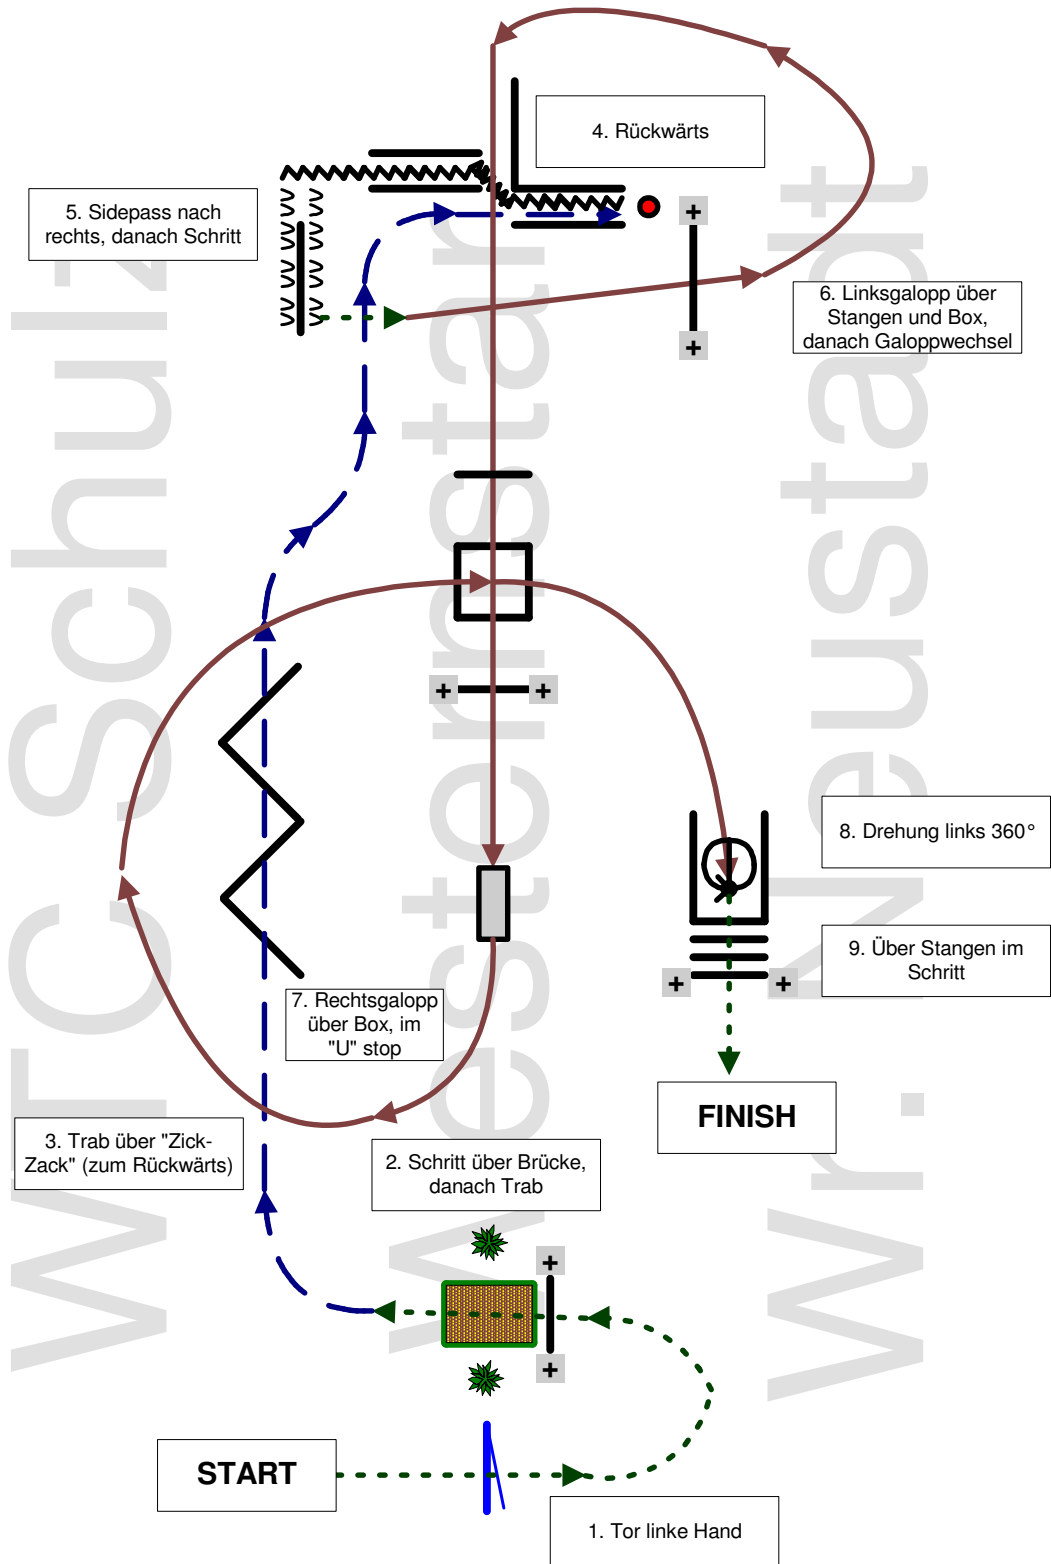 4. Rückwärts
5. Sidepass nach
rechts, danach Schritt
6. Linksgalopp über
Stangen und Box,
danach Galoppwechsel
8. Drehung links 360°
9. Über Stangen im
Schritt
7. Rechtsgalopp
über Box, im
"U" stop
FINISH
3. Trab über "Zick-
Zack" (zum Rückwärts)
2. Schritt über Brücke,
danach Trab
START
1. Tor linke Hand
WTC Schulz
Westernstar
Wr. Neustadt